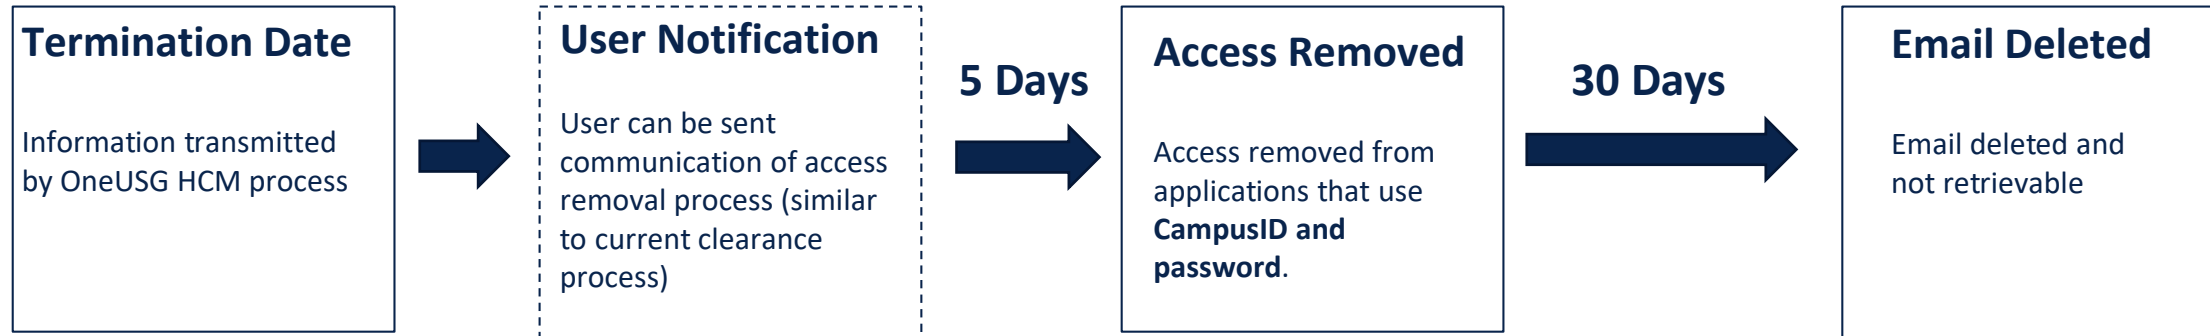 Termination Date
Information transmitted
by OneUSG HCM process
User Notification
User can be sent
communication of access
removal process (similar
to current clearance
process)
5 Days
Access Removed
Access removed from
applications that use
CampusID and
password.
30 Days
Email Deleted
Email deleted and
not retrievable